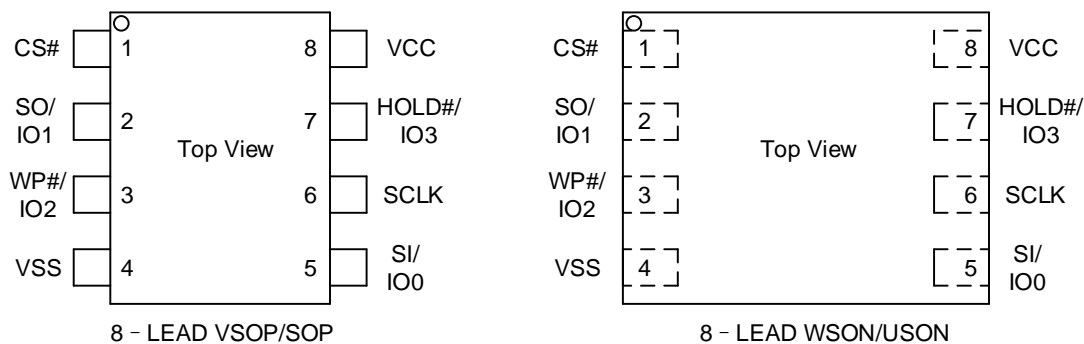 CS#
1
8
VCC
SO/
IO1
2
7
HOLD#/
IO3
Top View
WP#/
IO2
3
6
SCLK
VSS
4
5
SI/
IO0
8 – LEAD VSOP/SOP
CS#
1
8
VCC
SO/
IO1
2
7
HOLD#/
IO3
Top View
WP#/
IO2
3
6
SCLK
VSS
4
5
SI/
IO0
8 – LEAD WSON/USON